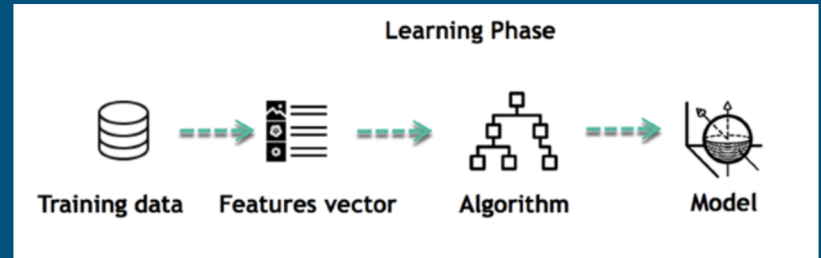 Learning Phase
Training data
Features vector
Algorithm
Model